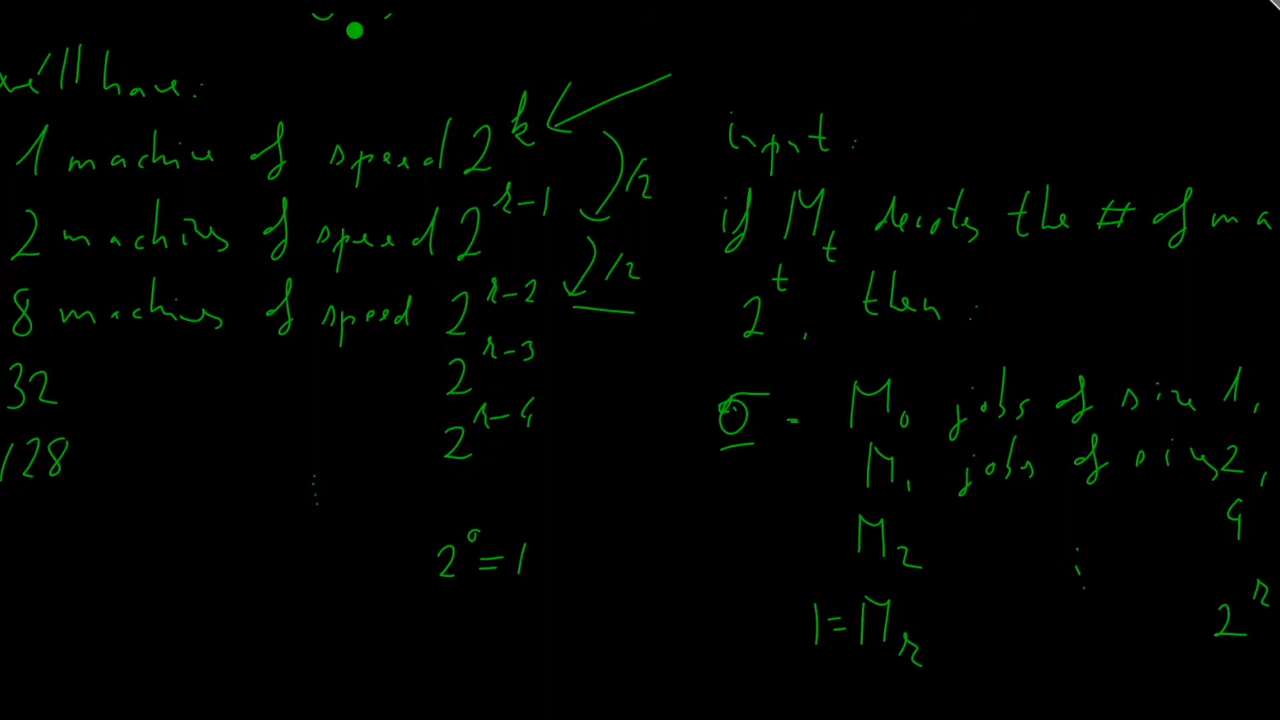 we'll have:
1 machine of speed 2^k
/2
2 machines of speed 2^{k-1}
/2
8 machines of speed 2^{k-2}
32 2^{k-3}
128 2^{k-4}
⋮
2^0 = 1
input:
if M_t denotes the # of ma
2^t, then:
σ = M_0 jobs of size 1,
M_1 jobs of size 2,
M_2 4
⋮
1 = M_k 2^k